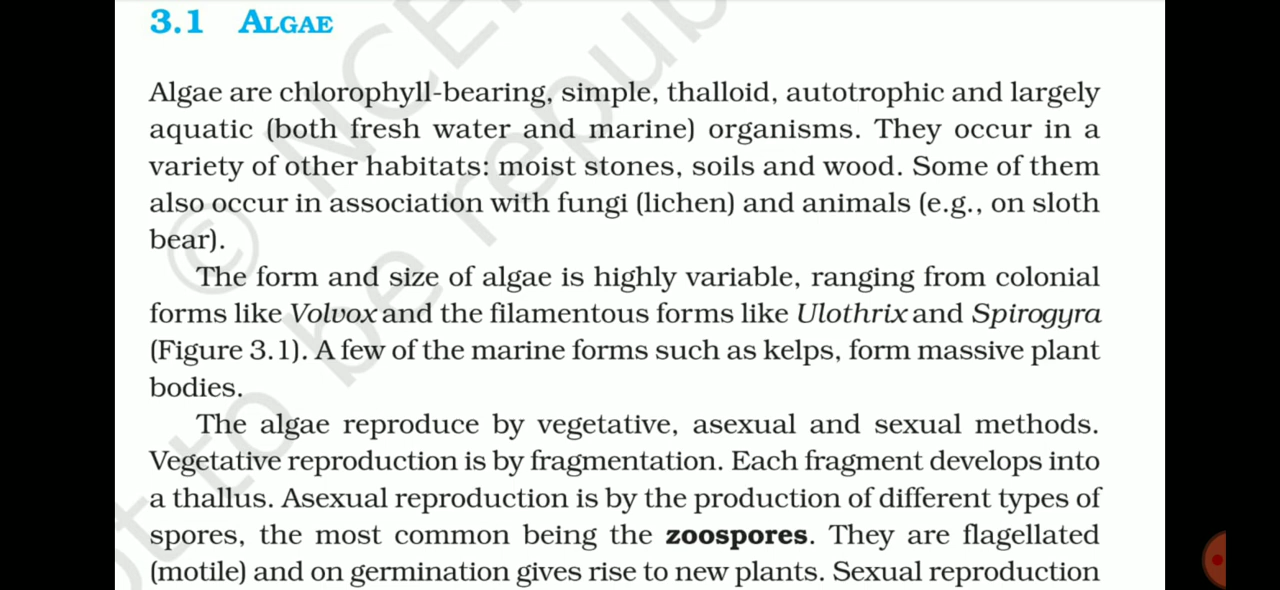 3.1 ALGAE
Algae are chlorophyll-bearing, simple, thalloid, autotrophic and largely
aquatic (both fresh water and marine) organisms. They occur in a
variety of other habitats: moist stones, soils and wood. Some of them
also occur in association with fungi (lichen) and animals (e.g., on sloth
bear).
The form and size of algae is highly variable, ranging from colonial
forms like Volvox and the filamentous forms like Ulothrix and Spirogyra
(Figure 3.1). A few of the marine forms such as kelps, form massive plant
bodies.
The algae reproduce by vegetative, asexual and sexual methods.
Vegetative reproduction is by fragmentation. Each fragment develops into
a thallus. Asexual reproduction is by the production of different types of
spores, the most common being the zoospores. They are flagellated
(motile) and on germination gives rise to new plants. Sexual reproduction